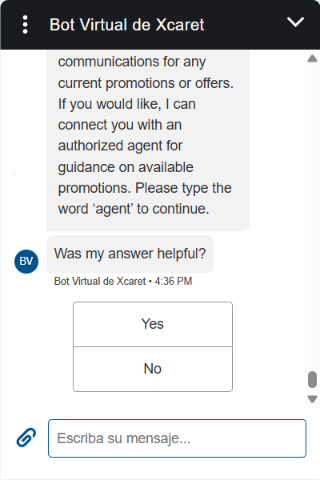 Bot Virtual de Xcaret
communications for any
current promotions or offers.
If you would like, I can
connect you with an
authorized agent for
guidance on available
promotions. Please type the
word ‘agent’ to continue.
Was my answer helpful?
BV
Bot Virtual de Xcaret • 4:36 PM
Yes
No
Escriba su mensaje...